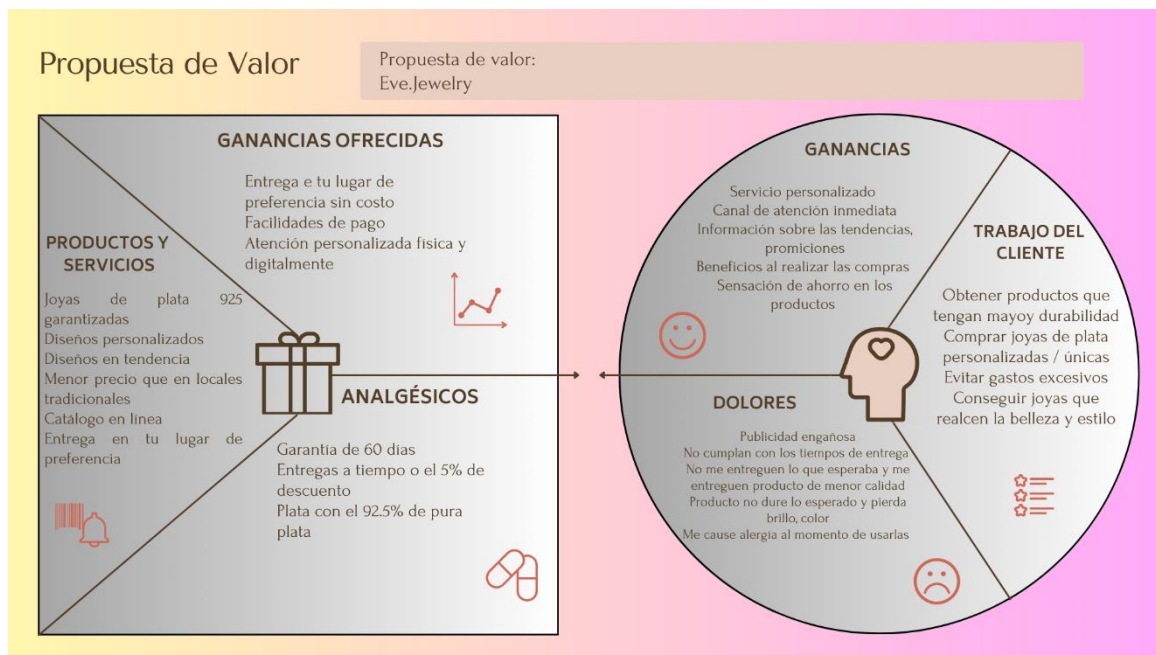 Propuesta de Valor
Propuesta de valor:
Eve.Jewelry
GANANCIAS OFRECIDAS
Entrega e tu lugar de
preferencia sin costo
Facilidades de pago
Atención personalizada física y
digitalmente
PRODUCTOS Y
SERVICIOS
Joyas de plata 925
garantizadas
Diseños personalizados
Diseños en tendencia
Menor precio que en locales
tradicionales
Catálogo en línea
Entrega en tu lugar de
preferencia
ANALGÉSICOS
Garantía de 60 días
Entregas a tiempo o el 5% de
descuento
Plata con el 92.5% de pura
plata
GANANCIAS
Servicio personalizado
Canal de atención inmediata
Información sobre las tendencias,
promiciones
Beneficios al realizar las compras
Sensación de ahorro en los
productos
TRABAJO DEL
CLIENTE
Obtener productos que
tengan mayoy durabilidad
Comprar joyas de plata
personalizadas / únicas
Evitar gastos excesivos
Conseguir joyas que
realcen la belleza y estilo
DOLORES
Publicidad engañosa
No cumplan con los tiempos de entrega
No me entreguen lo que esperaba y me
entreguen producto de menor calidad
Producto no dure lo esperado y pierda
brillo, color
Me cause alergia al momento de usarlas